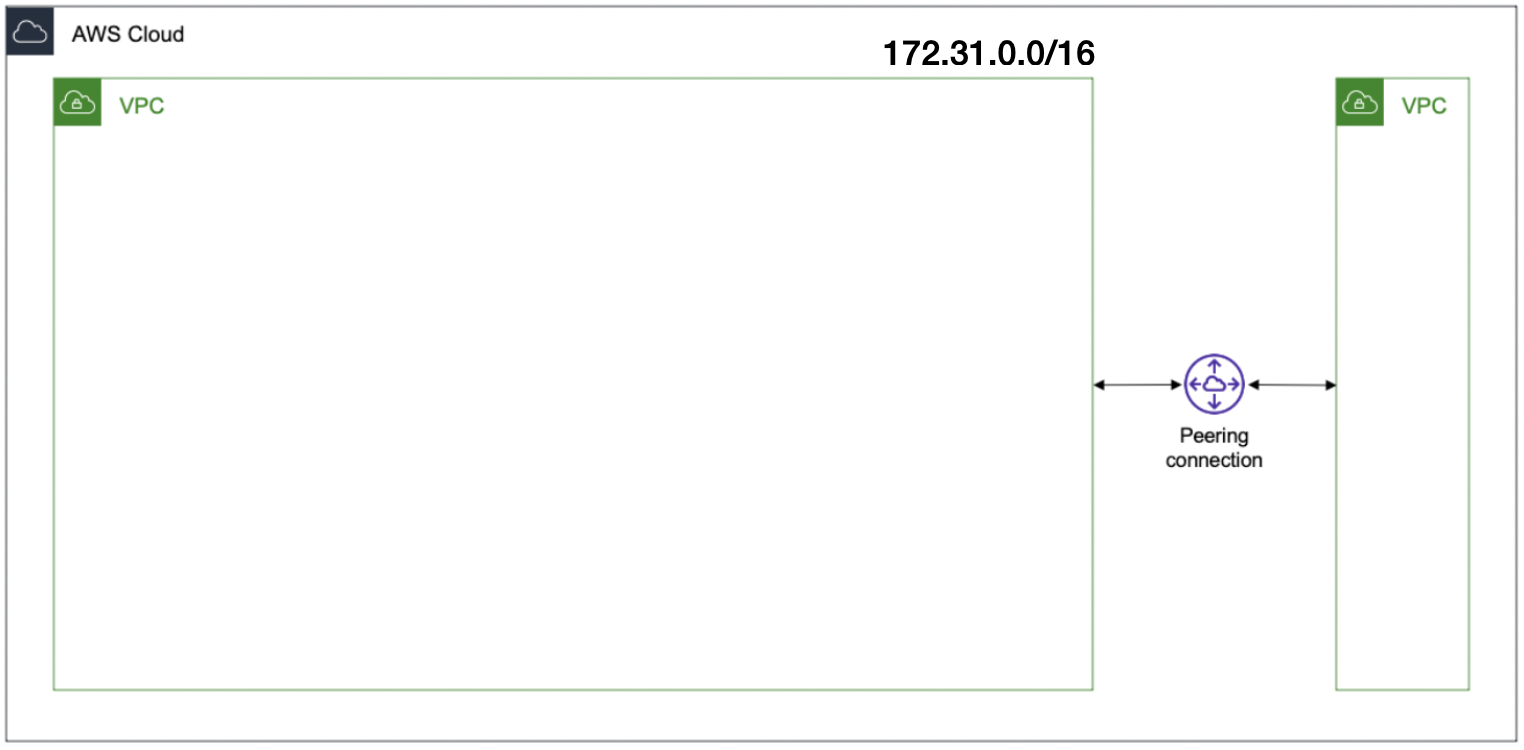 AWS Cloud
172.31.0.0/16
VPC
VPC
Peering
connection